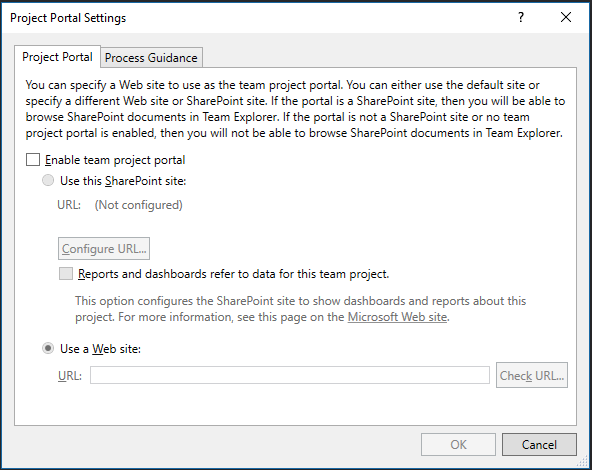 Project Portal Settings
?
Project Portal
Process Guidance
You can specify a Web site to use as the team project portal. You can either use the default site or
specify a different Web site or SharePoint site. If the portal is a SharePoint site, then you will be able to
browse SharePoint documents in Team Explorer. If the portal is not a SharePoint site or no team
project portal is enabled, then you will not be able to browse SharePoint documents in Team Explorer.
Enable team project portal
Use this SharePoint site:
URL: (Not configured)
Configure URL...
Reports and dashboards refer to data for this team project.
This option configures the SharePoint site to show dashboards and reports about this
project. For more information, see this page on the Microsoft Web site.
Use a Web site:
URL:
Check URL...
OK
Cancel